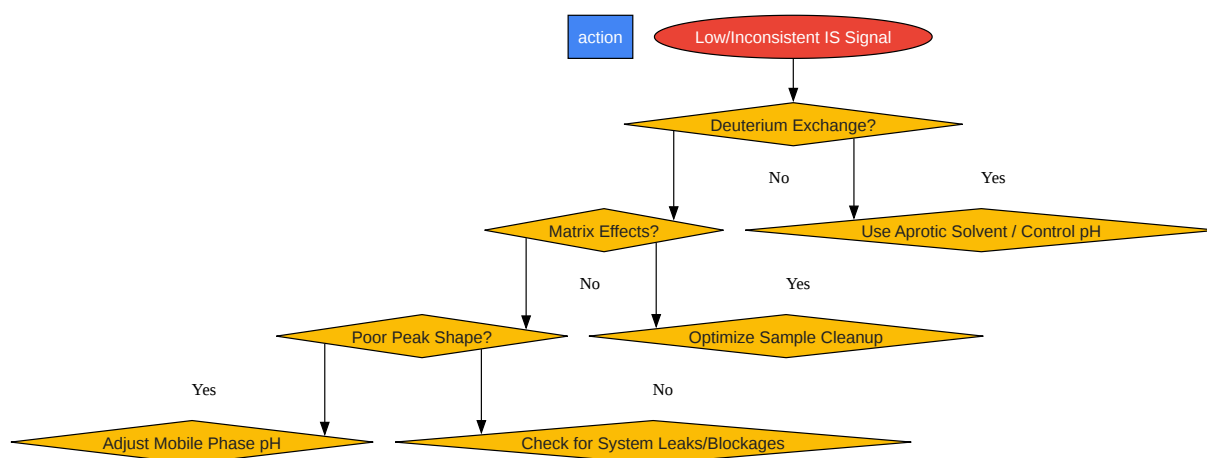 action
Low/Inconsistent IS Signal
Deuterium Exchange?
No
Yes
Matrix Effects?
Use Aprotic Solvent / Control pH
No
Yes
Poor Peak Shape?
Optimize Sample Cleanup
Yes
No
Adjust Mobile Phase pH
Check for System Leaks/Blockages